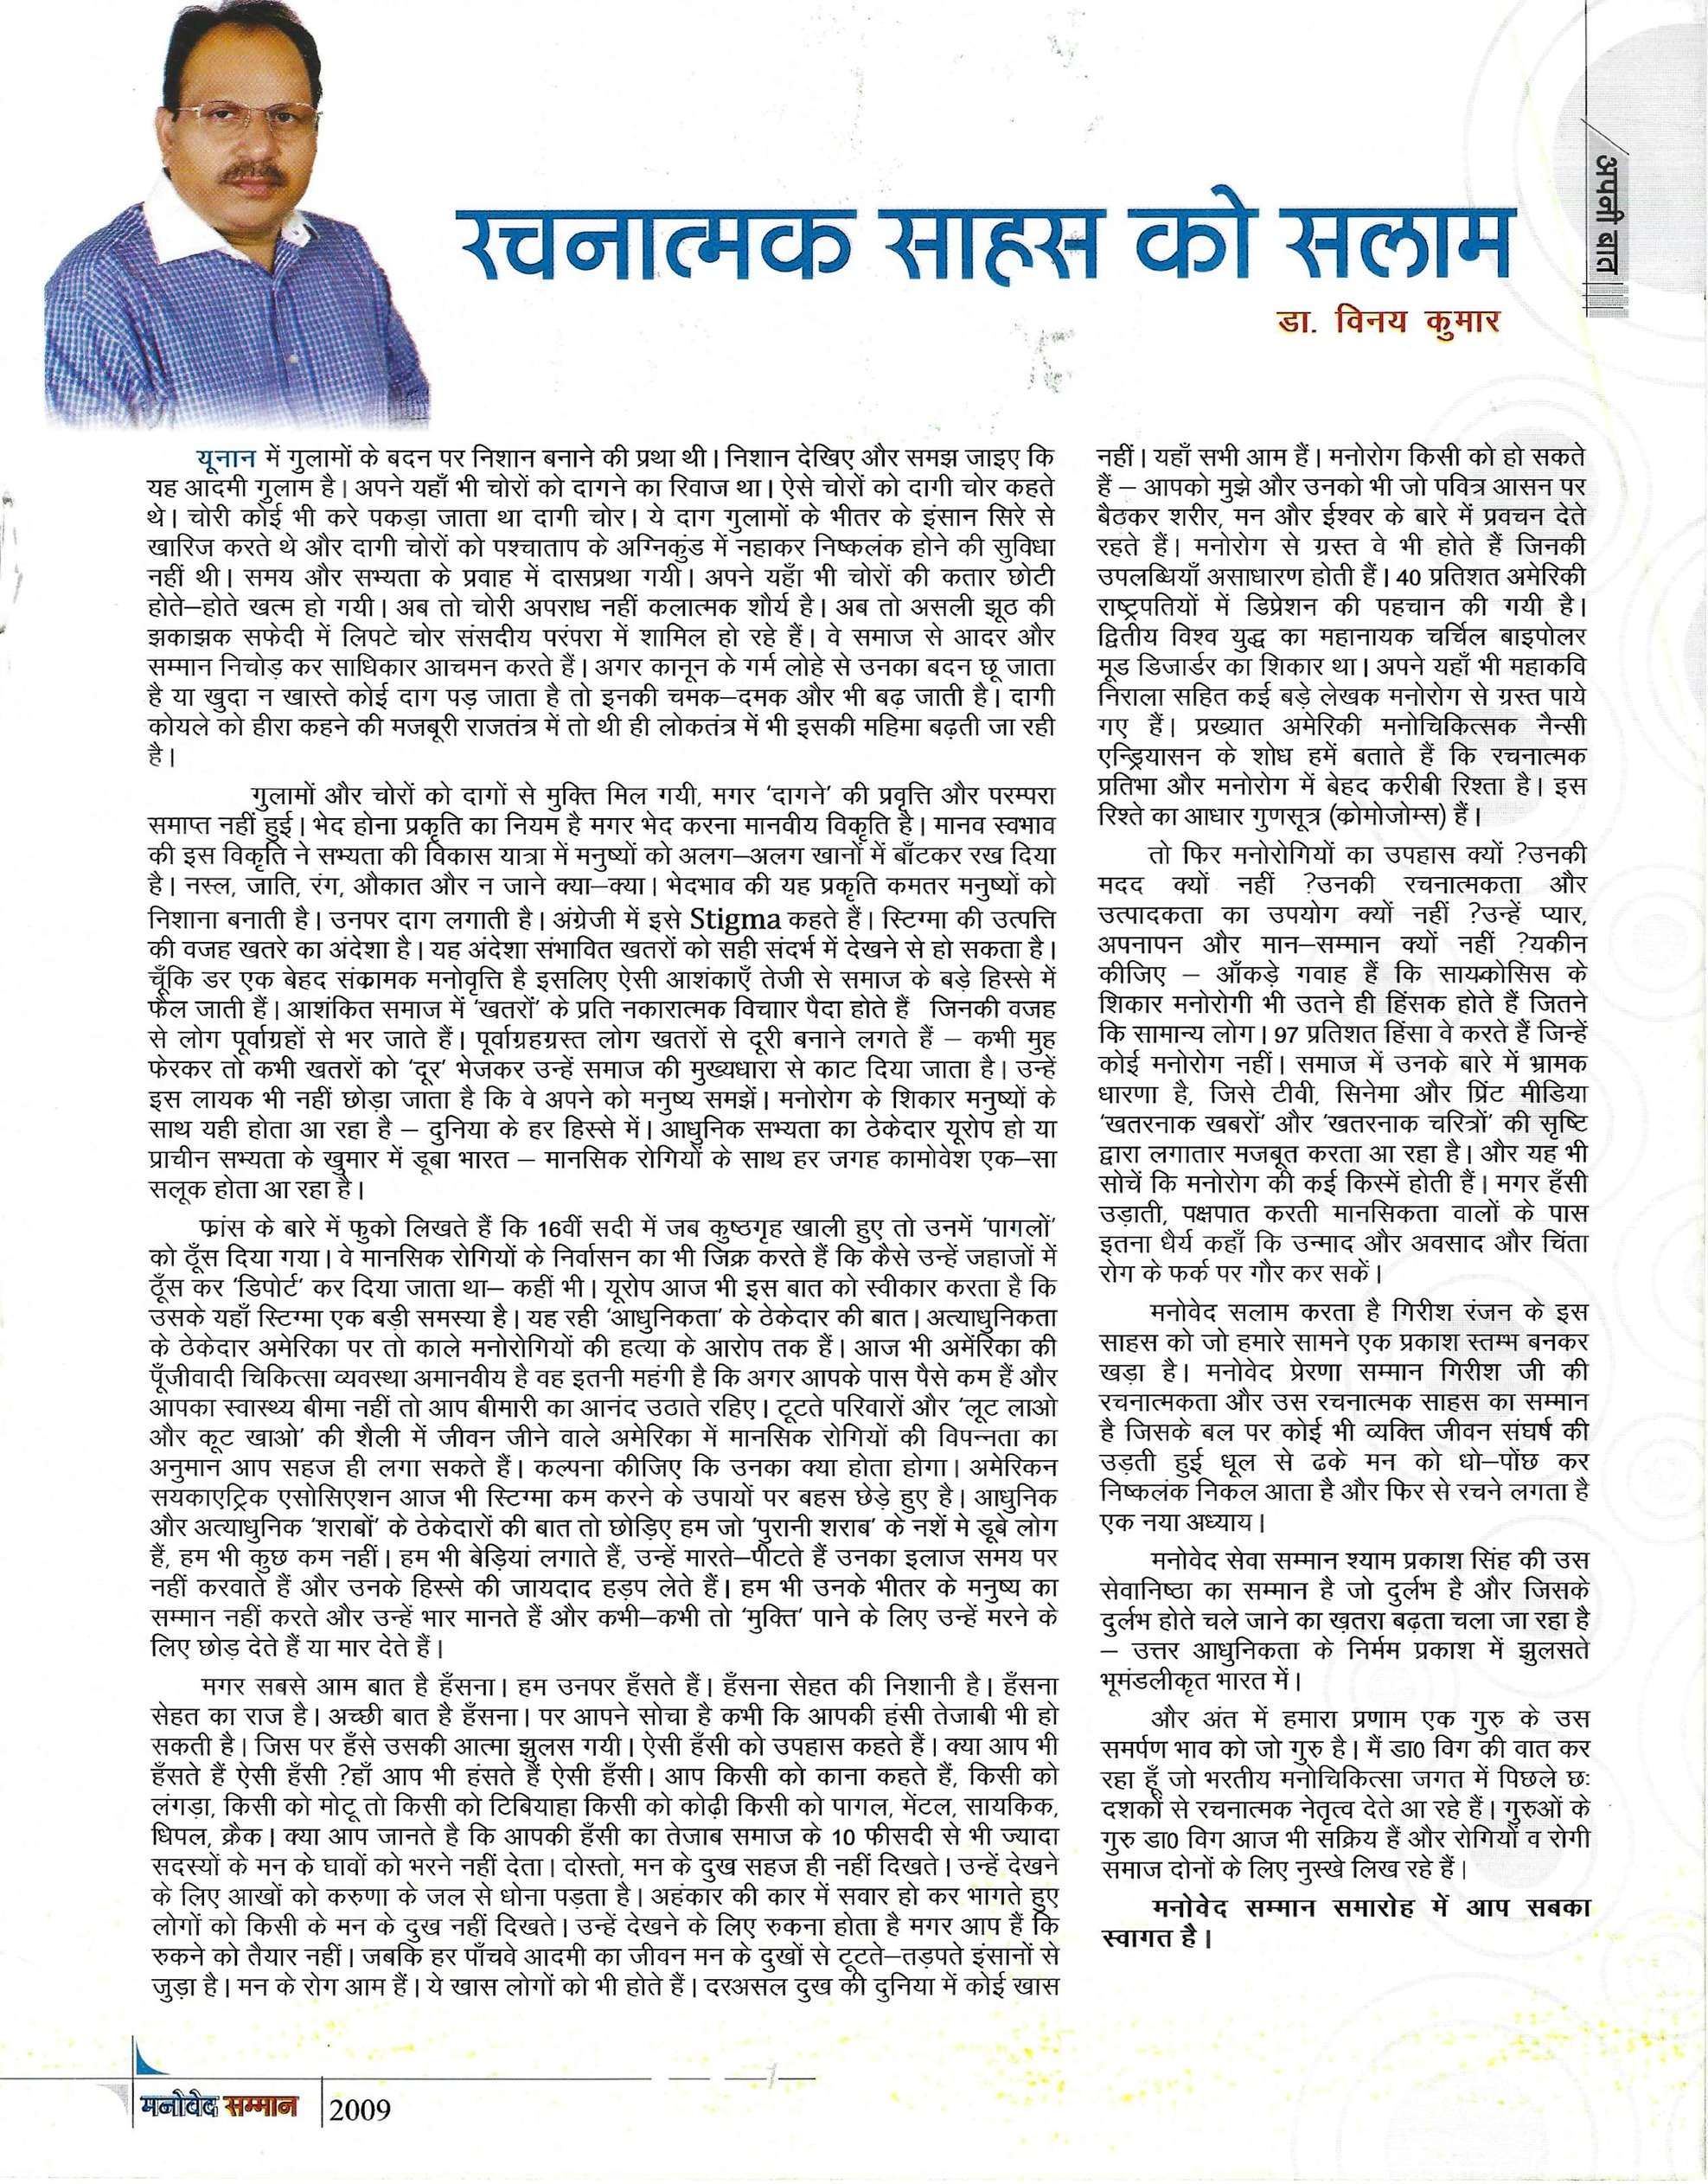 अपनी बात
रचनात्मक साहस को सलाम
डा. विनय कुमार
यूनान में गुलामों के बदन पर निशान बनाने की प्रथा थी। निशान देखिए और समझ जाइए कि
यह आदमी गुलाम है। अपने यहाँ भी चोरों को दागने का रिवाज था। ऐसे चोरों को दागी चोर कहते
थे। चोरी कोई भी करे पकड़ा जाता था दागी चोर। ये दाग गुलामों के भीतर के इंसान सिरे से
खारिज करते थे और दागी चोरों को पश्चाताप के अग्निकुंड में नहाकर निष्कलंक होने की सुविधा
नहीं थी। समय और सभ्यता के प्रवाह में दासप्रथा गयी। अपने यहाँ भी चोरों की कतार छोटी
होते–होते खत्म हो गयी। अब तो चोरी अपराध नहीं कलात्मक शौर्य है। अब तो असली झूठ की
झकाझक सफेदी में लिपटे चोर संसदीय परंपरा में शामिल हो रहे हैं। वे समाज से आदर और
सम्मान निचोड़ कर साधिकार आचमन करते हैं। अगर कानून के गर्म लोहे से उनका बदन छू जाता
है या खुदा न खास्ते कोई दाग पड़ जाता है तो इनकी चमक–दमक और भी बढ़ जाती है। दागी
कोयले को हीरा कहने की मजबूरी राजतंत्र में तो थी ही लोकतंत्र में भी इसकी महिमा बढ़ती जा रही
है।
गुलामों और चोरों को दागों से मुक्ति मिल गयी, मगर 'दागने' की प्रवृत्ति और परम्परा
समाप्त नहीं हुई। भेद होना प्रकृति का नियम है मगर भेद करना मानवीय विकृति है। मानव स्वभाव
की इस विकृति ने सभ्यता की विकास यात्रा में मनुष्यों को अलग–अलग खानों में बाँटकर रख दिया
है। नस्ल, जाति, रंग, औकात और न जाने क्या–क्या। भेदभाव की यह प्रकृति कमतर मनुष्यों को
निशाना बनाती है। उनपर दाग लगाती है। अंग्रेजी में इसे Stigma कहते हैं। स्टिग्मा की उत्पत्ति
की वजह खतरे का अंदेशा है। यह अंदेशा संभावित खतरों को सही संदर्भ में देखने से हो सकता है।
चूँकि डर एक बेहद संक्रामक मनोवृत्ति है इसलिए ऐसी आशंकाएँ तेजी से समाज के बड़े हिस्से में
फैल जाती हैं। आशंकित समाज में 'खतरों' के प्रति नकारात्मक विचाार पैदा होते हैं जिनकी वजह
से लोग पूर्वाग्रहों से भर जाते हैं। पूर्वाग्रहग्रस्त लोग खतरों से दूरी बनाने लगते हैं – कभी मुह
फेरकर तो कभी खतरों को 'दूर' भेजकर उन्हें समाज की मुख्यधारा से काट दिया जाता है। उन्हें
इस लायक भी नहीं छोड़ा जाता है कि वे अपने को मनुष्य समझें। मनोरोग के शिकार मनुष्यों के
साथ यही होता आ रहा है – दुनिया के हर हिस्से में। आधुनिक सभ्यता का ठेकेदार यूरोप हो या
प्राचीन सभ्यता के खुमार में डूबा भारत – मानसिक रोगियों के साथ हर जगह कामोवेश एक–सा
सलूक होता आ रहा है।
फ्रांस के बारे में फुको लिखते हैं कि 16वीं सदी में जब कुष्ठगृह खाली हुए तो उनमें 'पागलों'
को ठूँस दिया गया। वे मानसिक रोगियों के निर्वासन का भी जिक्र करते हैं कि कैसे उन्हें जहाजों में
ठूँस कर 'डिपोर्ट' कर दिया जाता था– कहीं भी। यूरोप आज भी इस बात को स्वीकार करता है कि
उसके यहाँ स्टिग्मा एक बड़ी समस्या है। यह रही 'आधुनिकता' के ठेकेदार की बात। अत्याधुनिकता
के ठेकेदार अमेरिका पर तो काले मनोरोगियों की हत्या के आरोप तक हैं। आज भी अमेंरिका की
पूँजीवादी चिकित्सा व्यवस्था अमानवीय है वह इतनी महंगी है कि अगर आपके पास पैसे कम हैं और
आपका स्वास्थ्य बीमा नहीं तो आप बीमारी का आनंद उठाते रहिए। टूटते परिवारों और 'लूट लाओ
और कूट खाओ' की शैली में जीवन जीने वाले अमेरिका में मानसिक रोगियों की विपन्नता का
अनुमान आप सहज ही लगा सकते हैं। कल्पना कीजिए कि उनका क्या होता होगा। अमेरिकन
सयकाएट्रिक एसोसिएशन आज भी स्टिग्मा कम करने के उपायों पर बहस छेड़े हुए है। आधुनिक
और अत्याधुनिक 'शराबों' के ठेकेदारों की बात तो छोड़िए हम जो 'पुरानी शराब' के नशें मे डूबे लोग
हैं, हम भी कुछ कम नहीं। हम भी बेड़ियां लगाते हैं, उन्हें मारते–पीटते हैं उनका इलाज समय पर
नहीं करवाते हैं और उनके हिस्से की जायदाद हड़प लेते हैं। हम भी उनके भीतर के मनुष्य का
सम्मान नहीं करते और उन्हें भार मानते हैं और कभी–कभी तो 'मुक्ति' पाने के लिए उन्हें मरने के
लिए छोड़ देते हैं या मार देते हैं।
मगर सबसे आम बात है हँसना। हम उनपर हँसते हैं। हँसना सेहत की निशानी है। हँसना
सेहत का राज है। अच्छी बात है हँसना। पर आपने सोचा है कभी कि आपकी हंसी तेजाबी भी हो
सकती है। जिस पर हँसे उसकी आत्मा झुलस गयी। ऐसी हँसी को उपहास कहते हैं। क्या आप भी
हँसते हैं ऐसी हँसी ?हाँ आप भी हंसते हैं ऐसी हँसी। आप किसी को काना कहते हैं, किसी को
लंगड़ा, किसी को मोटू तो किसी को टिबियाहा किसी को कोढ़ी किसी को पागल, मेंटल, सायकिक,
धिपल, क्रैक। क्या आप जानते है कि आपकी हँसी का तेजाब समाज के 10 फीसदी से भी ज्यादा
सदस्यों के मन के घावों को भरने नहीं देता। दोस्तो, मन के दुख सहज ही नहीं दिखते। उन्हें देखने
के लिए आखों को करुणा के जल से धोना पड़ता है। अहंकार की कार में सवार हो कर भागते हुए
लोगों को किसी के मन के दुख नहीं दिखते। उन्हें देखने के लिए रुकना होता है मगर आप हैं कि
रुकने को तैयार नहीं। जबकि हर पाँचवे आदमी का जीवन मन के दुखों से टूटते–तड़पते इंसानों से
जुड़ा है। मन के रोग आम हैं। ये खास लोगों को भी होते हैं। दरअसल दुख की दुनिया में कोई खास
नहीं। यहाँ सभी आम हैं। मनोरोग किसी को हो सकते
हैं – आपको मुझे और उनको भी जो पवित्र आसन पर
बैठकर शरीर, मन और ईश्वर के बारे में प्रवचन देते
रहते हैं। मनोरोग से ग्रस्त वे भी होते हैं जिनकी
उपलब्धियाँ असाधारण होती हैं। 40 प्रतिशत अमेरिकी
राष्ट्रपतियों में डिप्रेशन की पहचान की गयी है।
द्वितीय विश्व युद्ध का महानायक चर्चिल बाइपोलर
मूड डिजार्डर का शिकार था। अपने यहाँ भी महाकवि
निराला सहित कई बड़े लेखक मनोरोग से ग्रस्त पाये
गए हैं। प्रख्यात अमेरिकी मनोचिकित्सक नैन्सी
एन्ड्रियासन के शोध हमें बताते हैं कि रचनात्मक
प्रतिभा और मनोरोग में बेहद करीबी रिश्ता है। इस
रिश्ते का आधार गुणसूत्र (क्रोमोजोम्स) हैं।
तो फिर मनोरोगियों का उपहास क्यों ?उनकी
मदद क्यों नहीं ?उनकी रचनात्मकता और
उत्पादकता का उपयोग क्यों नहीं ?उन्हें प्यार,
अपनापन और मान–सम्मान क्यों नहीं ?यकीन
कीजिए – आँकड़े गवाह हैं कि सायकोसिस के
शिकार मनोरोगी भी उतने ही हिंसक होते हैं जितने
कि सामान्य लोग। 97 प्रतिशत हिंसा वे करते हैं जिन्हें
कोई मनोरोग नहीं। समाज में उनके बारे में भ्रामक
धारणा है, जिसे टीवी, सिनेमा और प्रिंट मीडिया
'खतरनाक खबरों' और 'खतरनाक चरित्रों' की सृष्टि
द्वारा लगातार मजबूत करता आ रहा है। और यह भी
सोचें कि मनोरोग की कई किस्में होती हैं। मगर हँसी
उड़ाती, पक्षपात करती मानसिकता वालों के पास
इतना धैर्य कहाँ कि उन्माद और अवसाद और चिंता
रोग के फर्क पर गौर कर सकें।
मनोवेद सलाम करता है गिरीश रंजन के इस
साहस को जो हमारे सामने एक प्रकाश स्तम्भ बनकर
खड़ा है। मनोवेद प्रेरणा सम्मान गिरीश जी की
रचनात्मकता और उस रचनात्मक साहस का सम्मान
है जिसके बल पर कोई भी व्यक्ति जीवन संघर्ष की
उड़ती हुई धूल से ढके मन को धो–पोंछ कर
निष्कलंक निकल आता है और फिर से रचने लगता है
एक नया अध्याय।
मनोवेद सेवा सम्मान श्याम प्रकाश सिंह की उस
सेवानिष्ठा का सम्मान है जो दुर्लभ है और जिसके
दुर्लभ होते चले जाने का ख़तरा बढ़ता चला जा रहा है
– उत्तर आधुनिकता के निर्मम प्रकाश में झुलसते
भूमंडलीकृत भारत में।
और अंत में हमारा प्रणाम एक गुरु के उस
समर्पण भाव को जो गुरु है। मैं डा0 विग की वात कर
रहा हूँ जो भरतीय मनोचिकित्सा जगत में पिछले छः
दशकों से रचनात्मक नेतृत्व देते आ रहे हैं। गुरुओं के
गुरु डा0 विग आज भी सक्रिय हैं और रोगियों व रोगी
समाज दोनों के लिए नुस्खे लिख रहे हैं।
मनोवेद सम्मान समारोह में आप सबका
स्वागत है।
1
मनोवेद सम्मान 2009